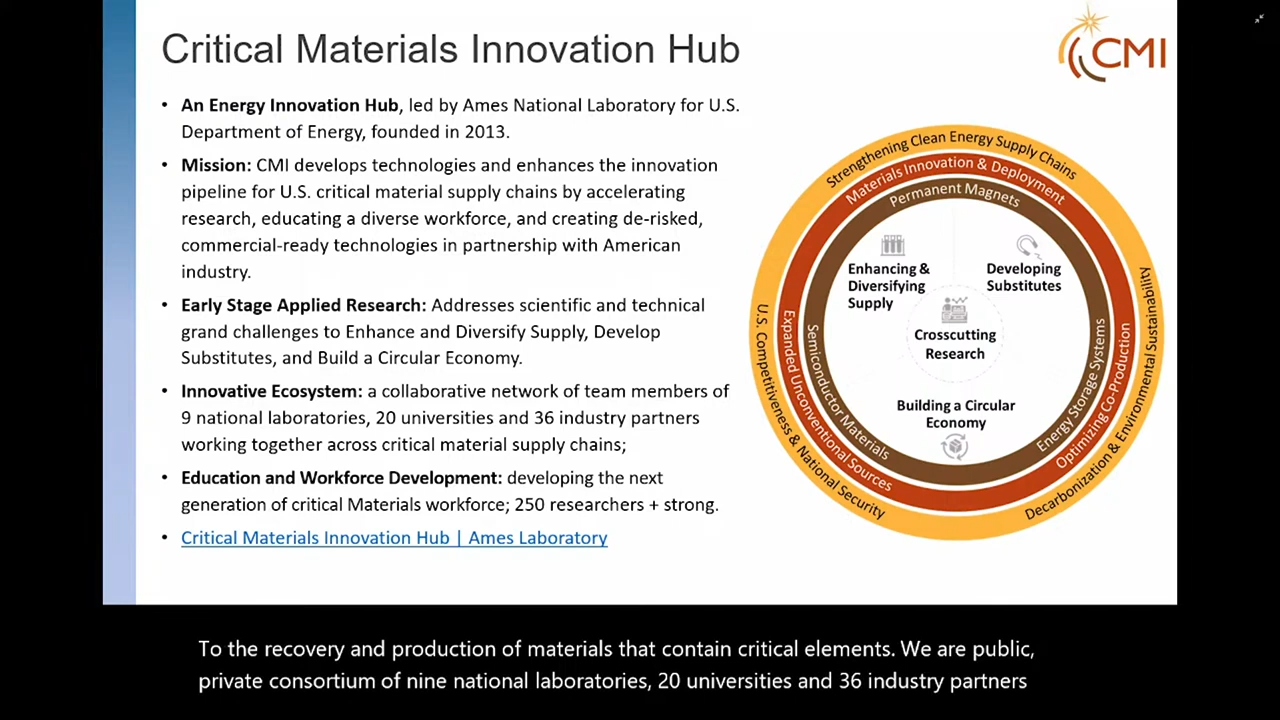 Critical Materials Innovation Hub
CMI
• An Energy Innovation Hub, led by Ames National Laboratory for U.S.
Department of Energy, founded in 2013.
• Mission: CMI develops technologies and enhances the innovation
pipeline for U.S. critical material supply chains by accelerating
research, educating a diverse workforce, and creating de-risked,
commercial-ready technologies in partnership with American
industry.
• Early Stage Applied Research: Addresses scientific and technical
grand challenges to Enhance and Diversify Supply, Develop
Substitutes, and Build a Circular Economy.
• Innovative Ecosystem: a collaborative network of team members of
9 national laboratories, 20 universities and 36 industry partners
working together across critical material supply chains;
• Education and Workforce Development: developing the next
generation of critical Materials workforce; 250 researchers + strong.
• Critical Materials Innovation Hub | Ames Laboratory
Strengthening Clean Energy Supply Chains
Materials Innovation & Deployment
Permanent Magnets
Enhancing &
Diversifying
Supply
Developing
Substitutes
Crosscutting
Research
Building a Circular
Economy
U.S. Competitiveness & National Security
Expanded Unconventional Sources
Semiconductor Materials
Energy Storage Systems
Optimizing Co-Production
Decarbonization & Environmental Sustainability
To the recovery and production of materials that contain critical elements. We are public,
private consortium of nine national laboratories, 20 universities and 36 industry partners